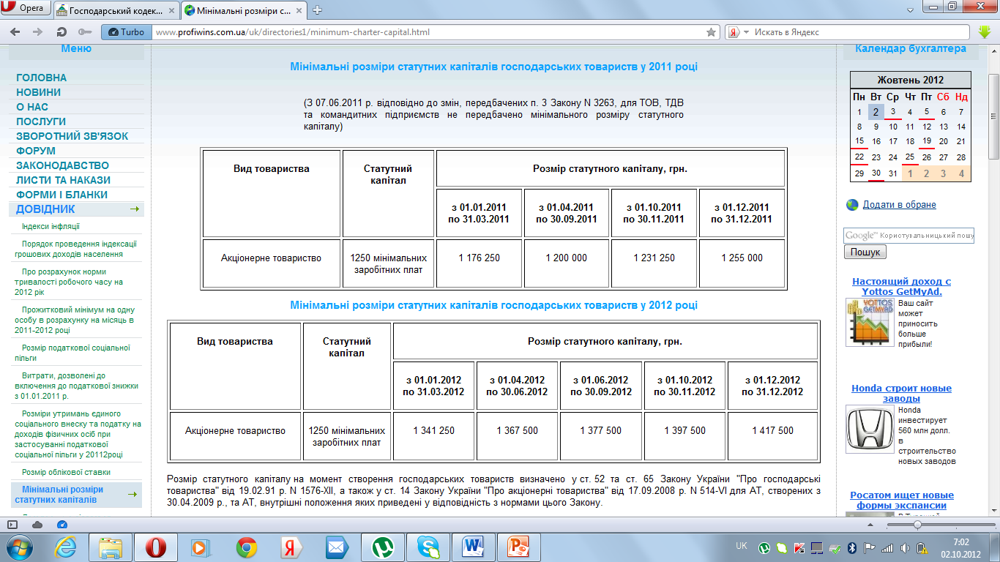 Opera
Господарський кодек...
Мінімальні розміри с...
Turbo
www.profiwins.com.ua/uk/directories1/minimum-charter-capital.html
Искать в Яндекс
Меню
ГОЛОВНА
НОВИНИ
О НАС
ПОСЛУГИ
ЗВОРОТНИЙ ЗВ'ЯЗОК
ФОРУМ
ЗАКОНОДАВСТВО
ЛИСТИ ТА НАКАЗИ
ФОРМИ І БЛАНКИ
ДОВІДНИК
Індекси інфляції
Порядок проведення індексації
грошових доходів населення
Про розрахунок норми
тривалості робочого часу на
2012 рік
Прожитковий мінімум на одну
особу в розрахунку на місяць в
2011-2012 році
Розмір податкової соціальної
пільги
Витрати, дозволені до
включення до податкової знижки
з 01.01.2011 р.
Розміри утримань єдиного
соціального внеску та податку на
доходів фізичних осіб при
застосуванні податкової
соціальної пільги у 20112році
Розмір облікової ставки
Мінімальні розміри
статутних капіталів
Мінімальні розміри статутних капіталів господарських товариств у 2011 році
(З 07.06.2011 р. відповідно до змін, передбачених п. 3 Закону N 3263, для ТОВ, ТДВ
та командитних підприємств не передбачено мінімального розміру статутного
капіталу)
Вид товариства
Статутний
капітал
Розмір статутного капіталу, грн.
з 01.01.2011
по 31.03.2011
з 01.04.2011
по 30.09.2011
з 01.10.2011
по 30.11.2011
з 01.12.2011
по 31.12.2011
Акціонерне товариство
1250 мінімальних
заробітних плат
1 176 250
1 200 000
1 231 250
1 255 000
Мінімальні розміри статутних капіталів господарських товариств у 2012 році
Вид товариства
Статутний
капітал
Розмір статутного капіталу, грн.
з 01.01.2012
по 31.03.2012
з 01.04.2012
по 30.06.2012
з 01.06.2012
по 30.09.2012
з 01.10.2012
по 30.11.2012
з 01.12.2012
по 31.12.2012
Акціонерне товариство
1250 мінімальних
заробітних плат
1 341 250
1 367 500
1 377 500
1 397 500
1 417 500
Розмір статутного капіталу на момент створення господарських товариств визначено у ст. 52 та ст. 65 Закону України "Про господарські
товариства" від 19.02.91 р. N 1576-XII, а також у ст. 14 Закону України "Про акціонерні товариства" від 17.09.2008 р. N 514-VI для АТ, створених з
30.04.2009 р., та АТ, внутрішні положення яких приведені у відповідність з нормами цього Закону.
Календар бухгалтера
Жовтень 2012
Пн Вт Ср Чт Пт Сб Нд
1 2 3 4 5 6 7
8 9 10 11 12 13 14
15 16 17 18 19 20 21
22 23 24 25 26 27 28
29 30 31 1 2 3 4
Додати в обране
Google™ Користувальницький пошу
Пошук
Настоящий доход с
Yottos GetMyAd.
YOTTOS
GETMYAD
Ваш сайт
может
приносить
больше
прибыли!
Honda строит новые
заводы
Honda
инвестирует
560 млн долл.
в
строительство
новых заводов
Росатом ищет новые
формы экспансии
UK
7:02
02.10.2012